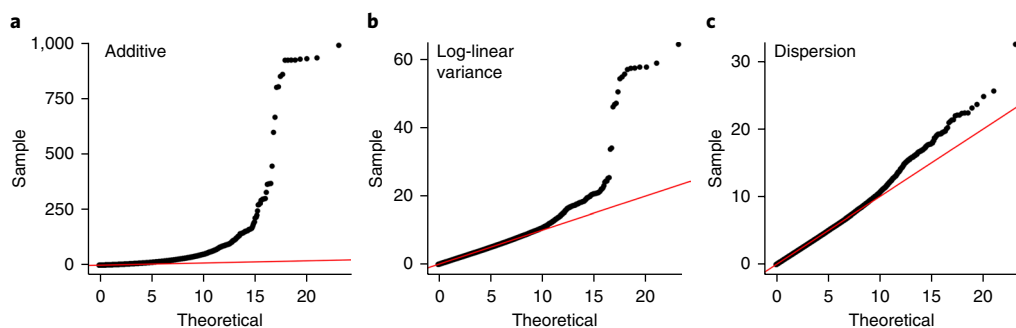 a
Additive
1,000
750
500
250
0
Sample
0 5 10 15 20
Theoretical
b
Log-linear
variance
60
40
20
0
Sample
0 5 10 15 20
Theoretical
c
Dispersion
30
20
10
0
Sample
0 5 10 15 20
Theoretical